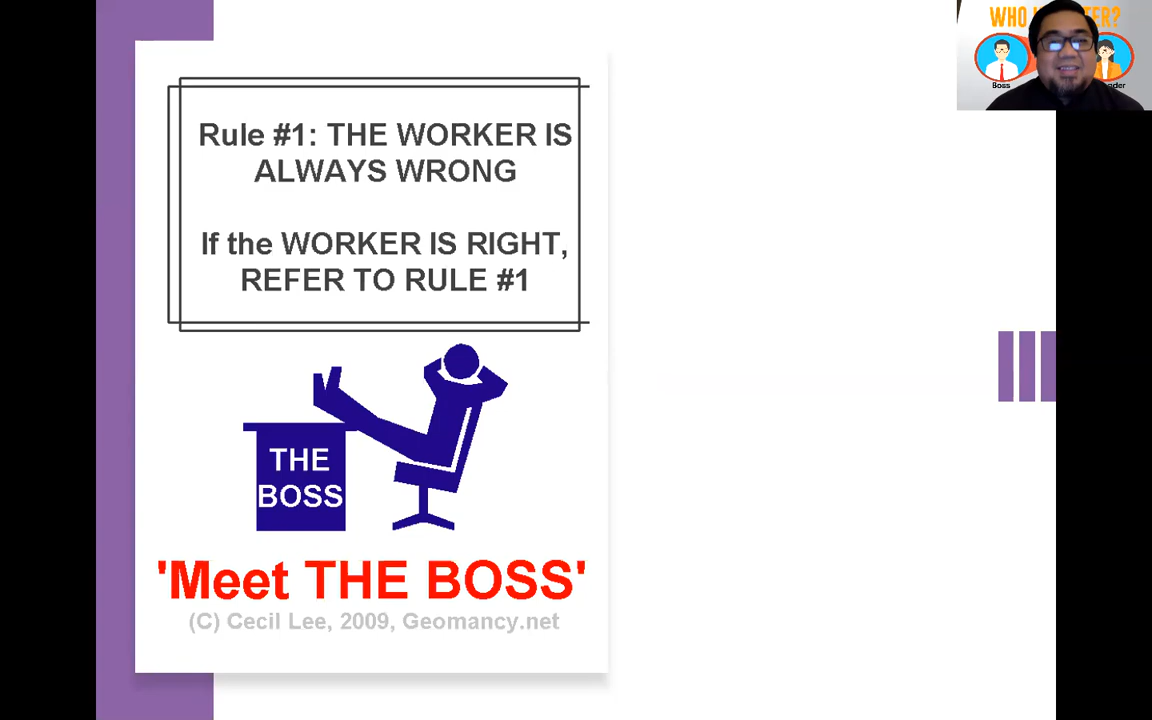 Rule #1: THE WORKER IS
ALWAYS WRONG
If the WORKER IS RIGHT,
REFER TO RULE #1
THE
BOSS
'Meet THE BOSS'
(C) Cecil Lee, 2009, Geomancy.net
WHO
Boss